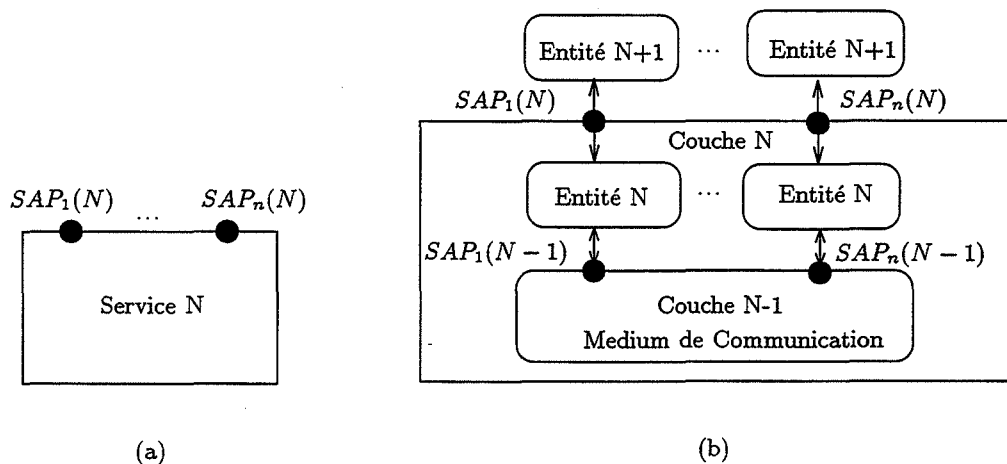 SAP₁(N) ... SAPₙ(N)
Service N
(a)
Entité N+1 ... Entité N+1
SAP₁(N) SAPₙ(N)
Couche N
Entité N ... Entité N
SAP₁(N − 1) SAPₙ(N − 1)
Couche N-1
Medium de Communication
(b)